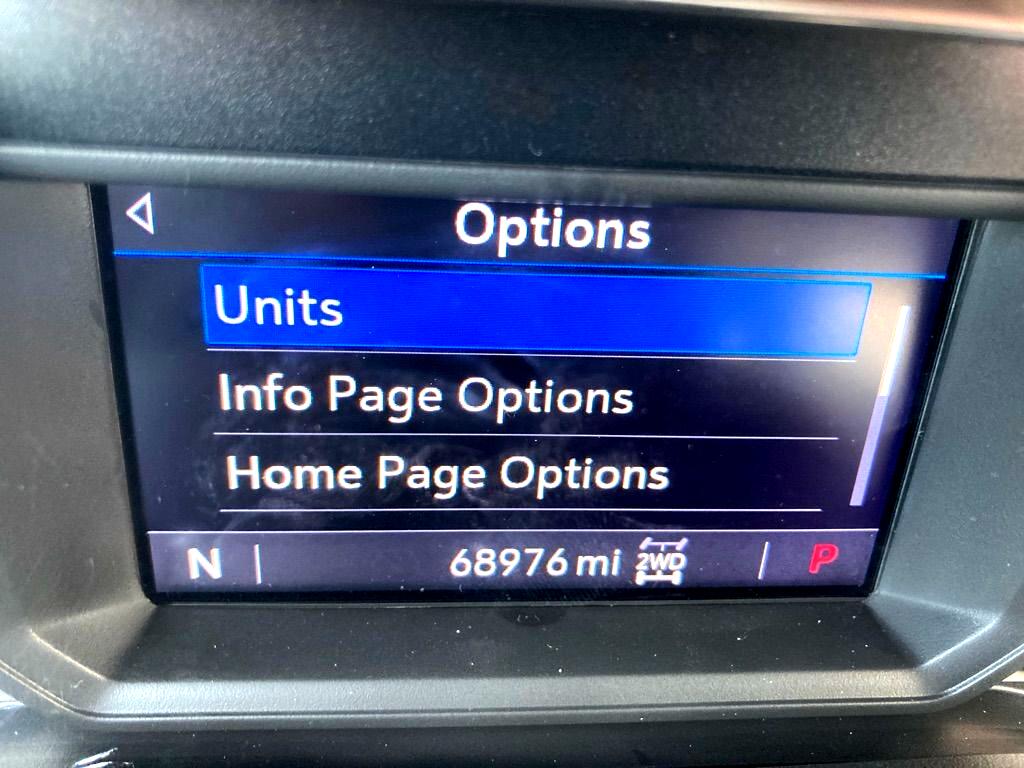 Options
Units
Info Page Options
Home Page Options
N 68976 mi 2WD P